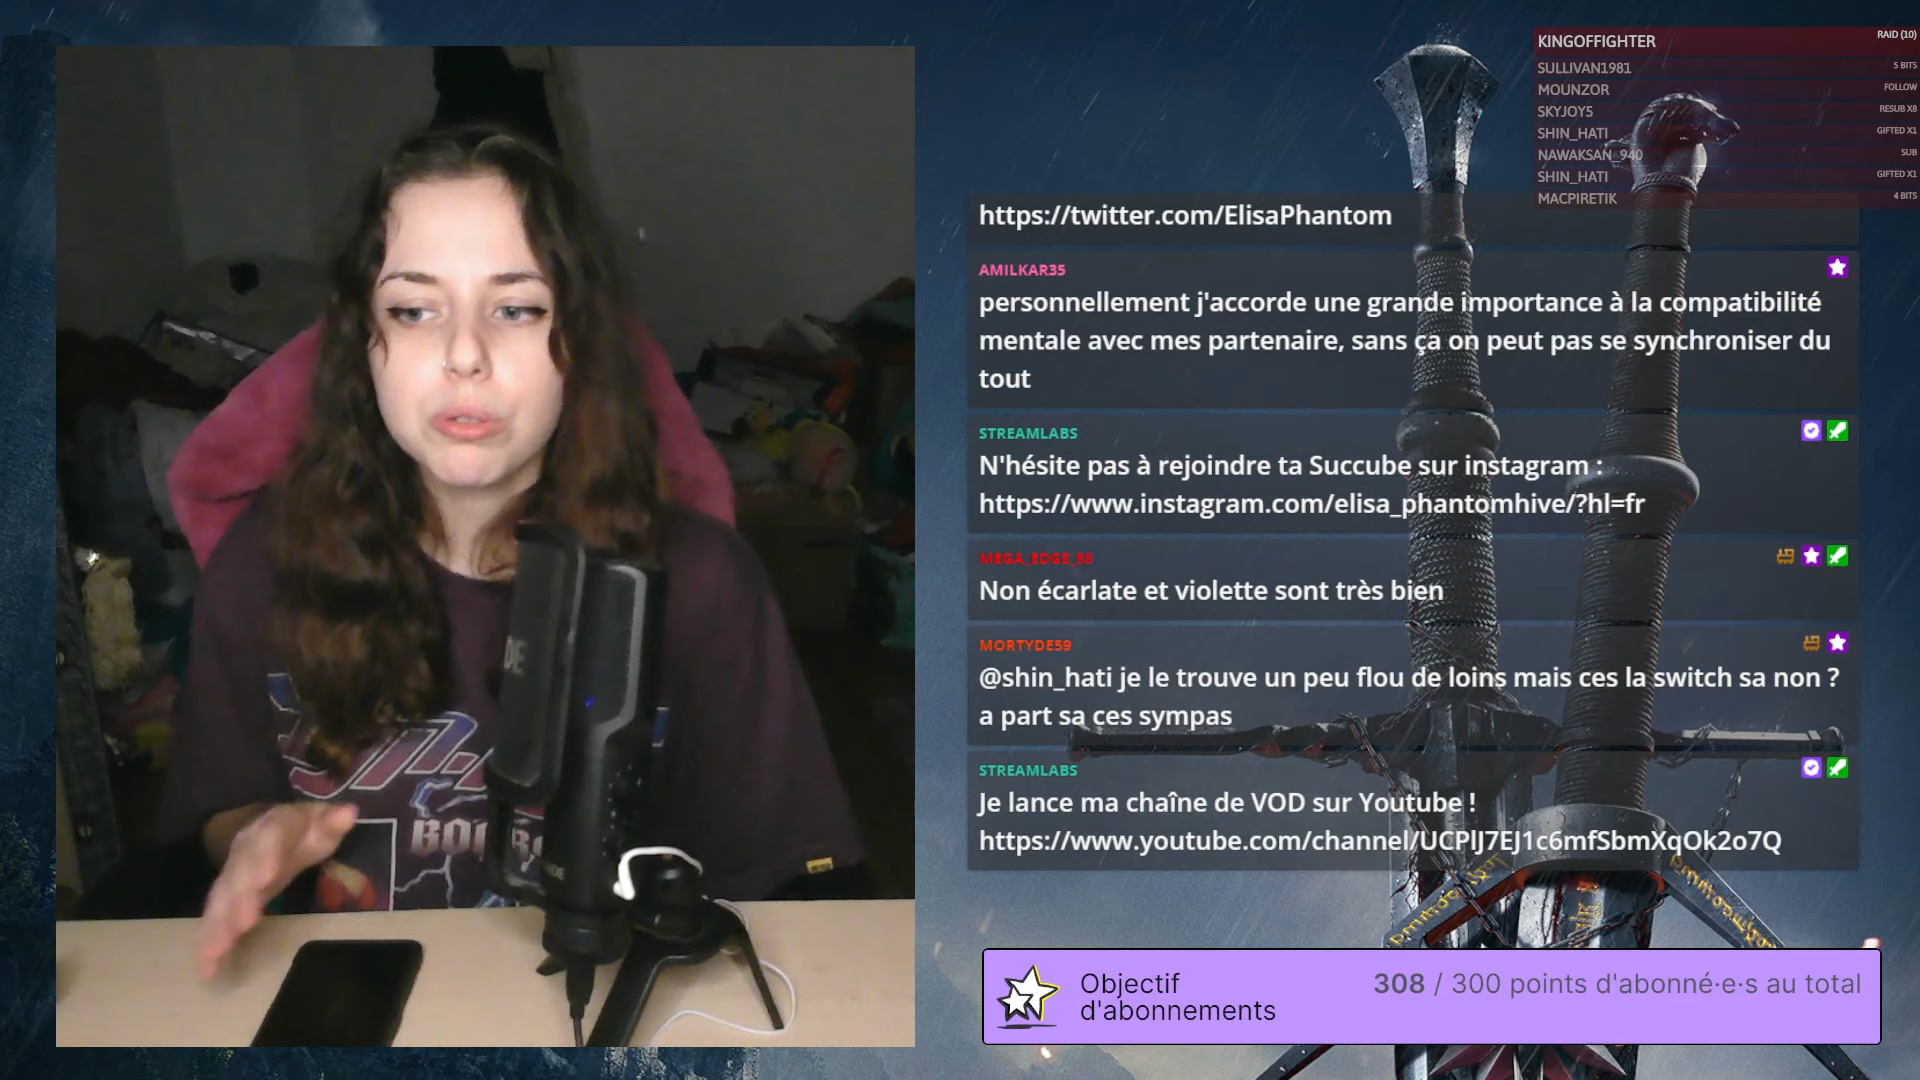 KINGOFFIGHTER RAID (10)
SULLIVAN1981 5 BITS
MOUNZOR FOLLOW
SKYJOY5 RESUB X8
SHIN_HATI GIFTED X1
NAWAKSAN_940 SUB
SHIN_HATI GIFTED X1
MACPIRETIK 4 BITS
https://twitter.com/ElisaPhantom
AMILKAR35
personnellement j'accorde une grande importance à la compatibilité
mentale avec mes partenaire, sans ça on peut pas se synchroniser du
tout
STREAMLABS
N'hésite pas à rejoindre ta Succube sur instagram :
https://www.instagram.com/elisa_phantomhive/?hl=fr
MEGA_EDGE_88
Non écarlate et violette sont très bien
MORTYDE59
@shin_hati je le trouve un peu flou de loins mais ces la switch sa non ?
a part sa ces sympas
STREAMLABS
Je lance ma chaîne de VOD sur Youtube !
https://www.youtube.com/channel/UCPlJ7EJ1c6mfSbmXqOk2o7Q
Objectif
d'abonnements
308 / 300 points d'abonné·e·s au total